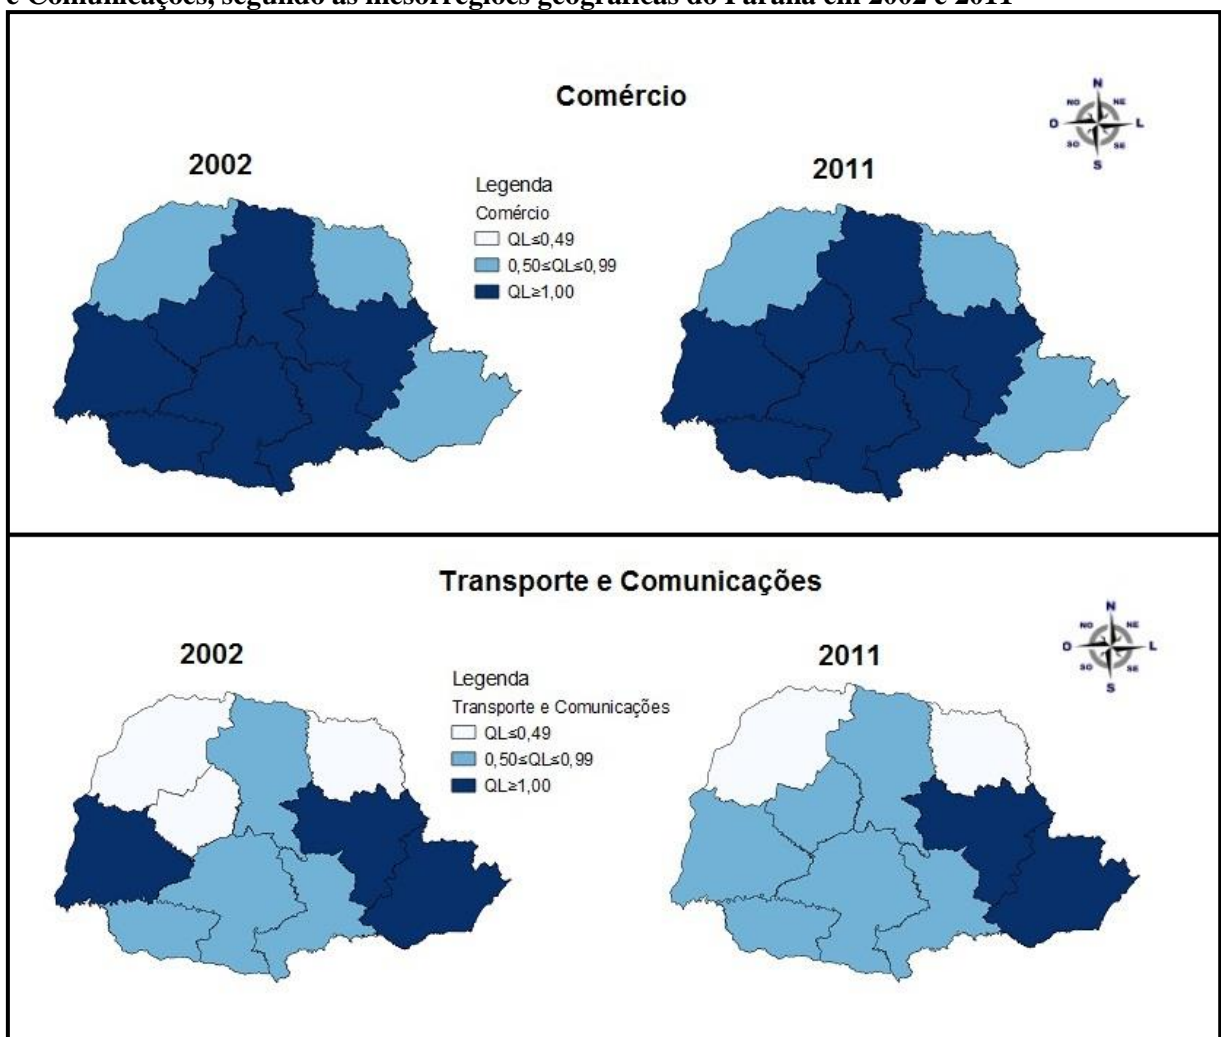 e Comunicações, segundo as mesorregiões geográficas do Paraná em 2002 e 2011
Comércio
N
NO NE
O L
SO SE
S
2002
2011
Legenda
Comércio
QL≤0,49
0,50≤QL≤0,99
QL≥1,00
Transporte e Comunicações
N
NO NE
O L
SO SE
S
2002
2011
Legenda
Transporte e Comunicações
QL≤0,49
0,50≤QL≤0,99
QL≥1,00